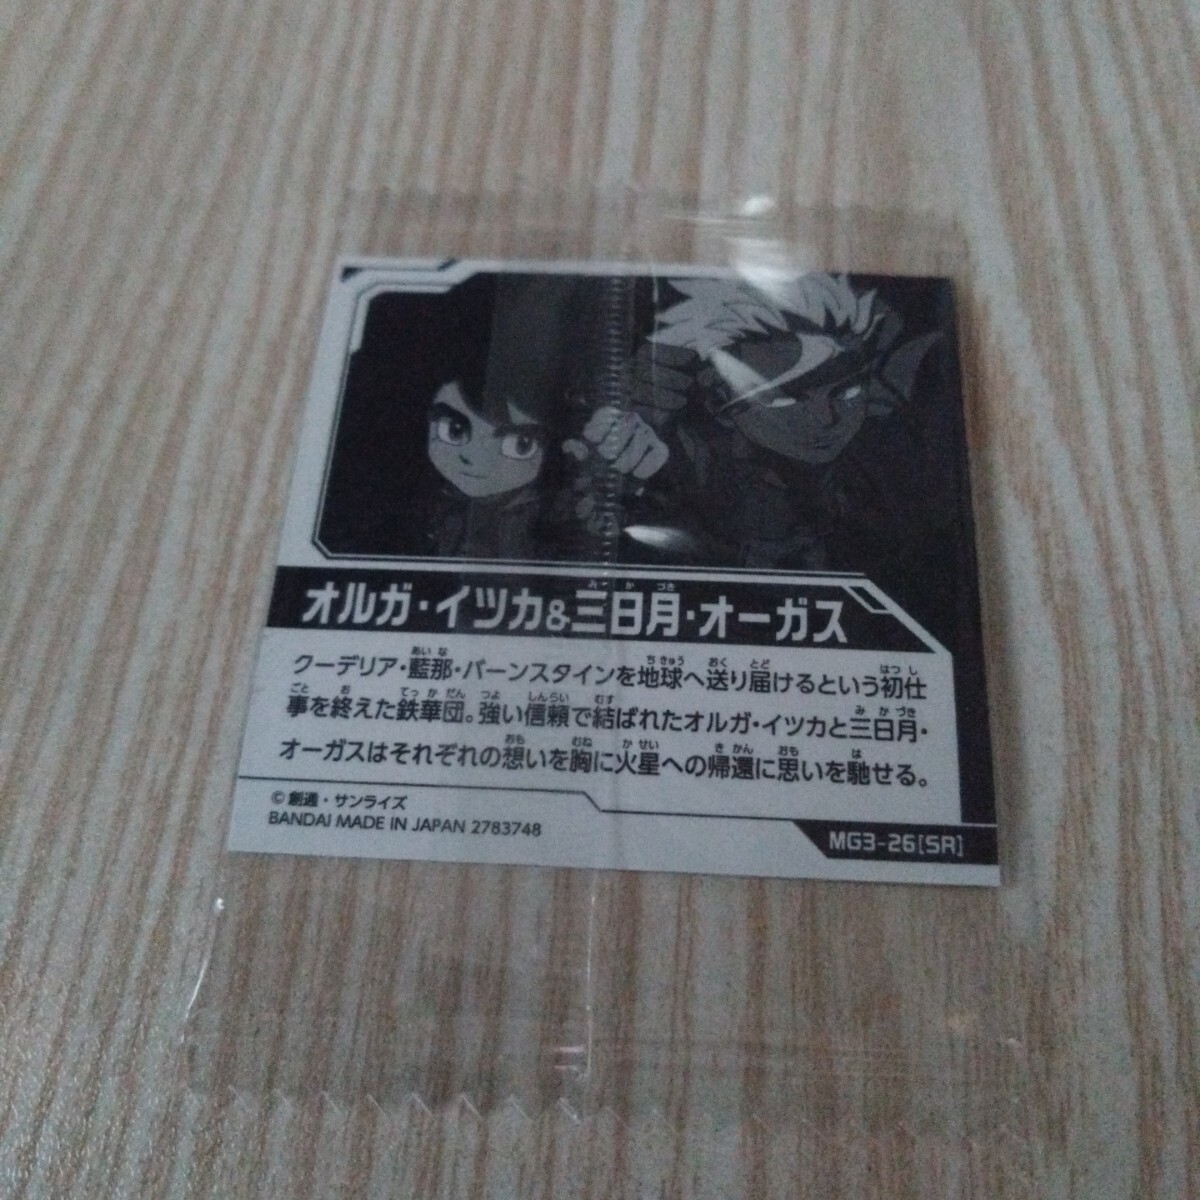 オルガ・イツカ&三日月・オーガス
クーデリア・藍那・バーンスタインを地球へ送り届けるという初仕
事を終えた鉄華団。強い信頼で結ばれたオルガ・イツカと三日月・
オーガスはそれぞれの想いを胸に火星への帰還に思いを馳せる。
© 創通・サンライズ
BANDAI MADE IN JAPAN 2783748
MG3-26[SR]